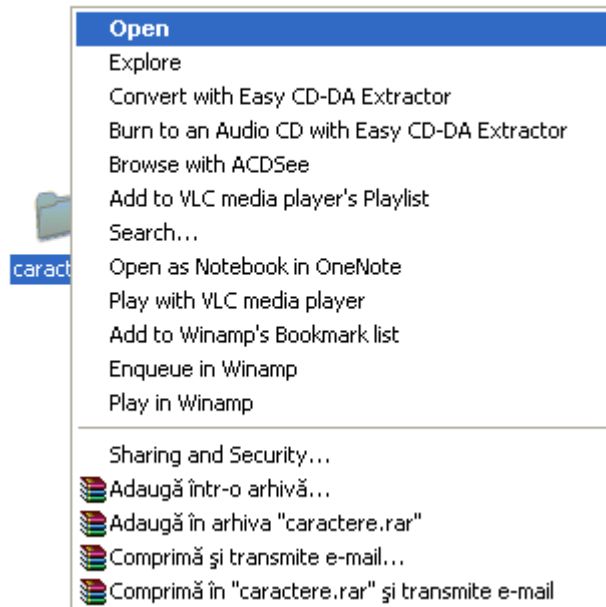 Open
Explore
Convert with Easy CD-DA Extractor
Burn to an Audio CD with Easy CD-DA Extractor
Browse with ACDSee
Add to VLC media player's Playlist
Search...
Open as Notebook in OneNote
Play with VLC media player
Add to Winamp's Bookmark list
Enqueue in Winamp
Play in Winamp
caract
Sharing and Security...
Adaugă într-o arhivă...
Adaugă în arhiva "caractere.rar"
Comprimă şi transmite e-mail...
Comprimă în "caractere.rar" şi transmite e-mail